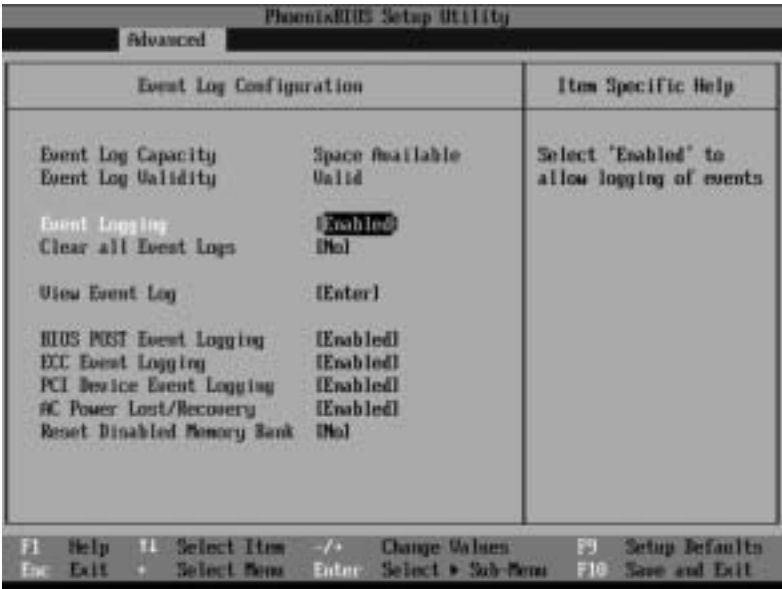 PhoenixBIOS Setup Utility
Advanced
Event Log Configuration
Item Specific Help
Event Log Capacity Space Available
Event Log Validity Valid
Select 'Enabled' to
allow logging of events
Event Logging [Enabled]
Clear all Event Logs [No]
View Event Log [Enter]
BIOS POST Event Logging [Enabled]
ECC Event Logging [Enabled]
PCI Device Event Logging [Enabled]
AC Power Lost/Recovery [Enabled]
Reset Disabled Memory Bank [No]
F1 Help ↑↓ Select Item -/+ Change Values F9 Setup Defaults
Esc Exit Select Menu Enter Select ▶ Sub-Menu F10 Save and Exit